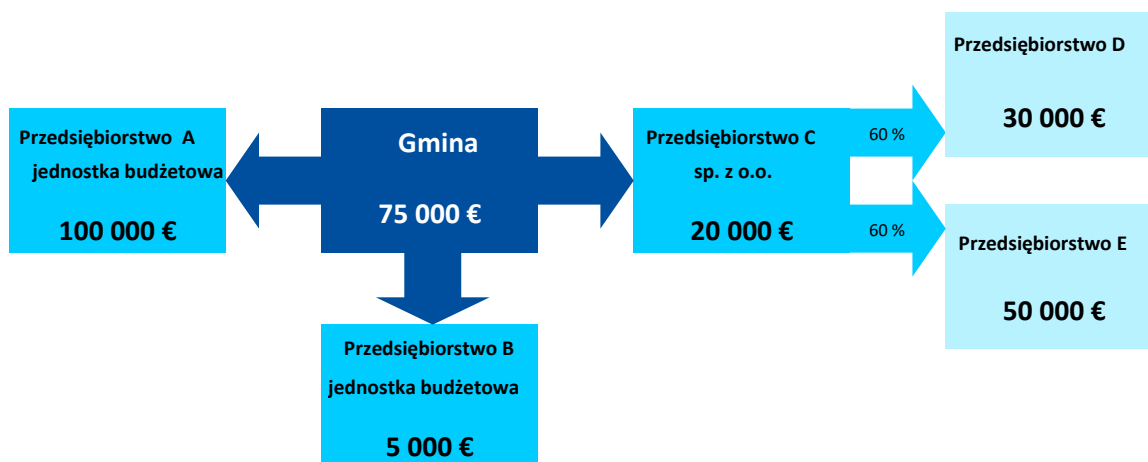 Przedsiębiorstwo A
jednostka budżetowa
100 000 €
Gmina
75 000 €
Przedsiębiorstwo B
jednostka budżetowa
5 000 €
Przedsiębiorstwo C
sp. z o.o.
20 000 €
60 %
60 %
Przedsiębiorstwo D
30 000 €
Przedsiębiorstwo E
50 000 €